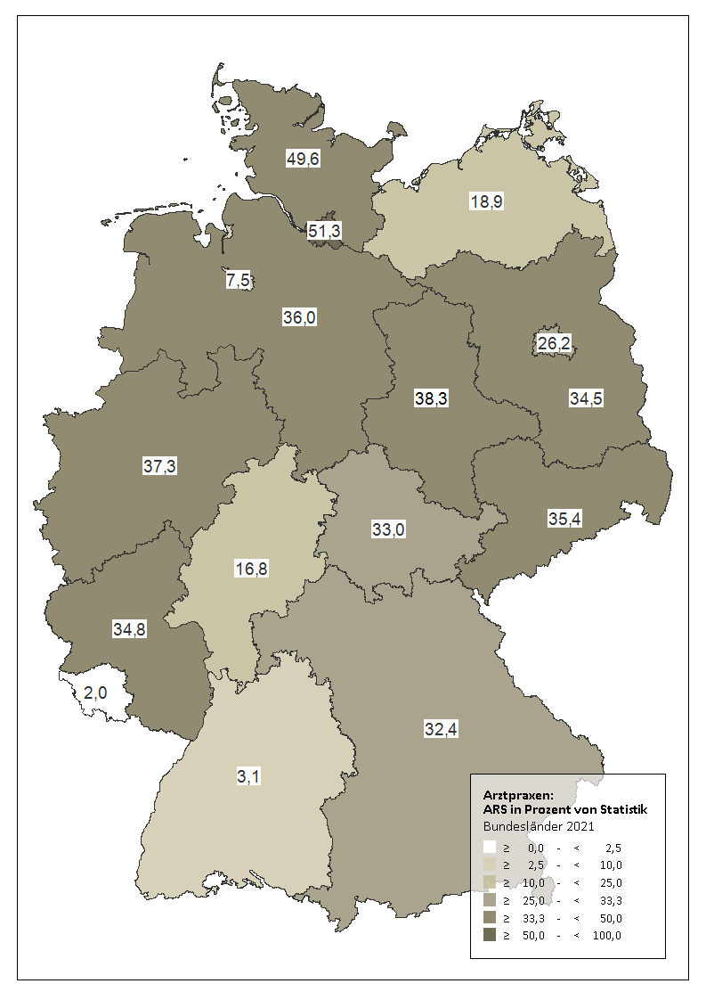 49,6
18,9
51,3
7,5
36,0
26,2
38,3
34,5
37,3
35,4
33,0
16,8
34,8
2,0
32,4
3,1
Arztpraxen:
ARS in Prozent von Statistik
Bundesländer 2021
≥ 0,0 - < 2,5
≥ 2,5 - < 10,0
≥ 10,0 - < 25,0
≥ 25,0 - < 33,3
≥ 33,3 - < 50,0
≥ 50,0 - < 100,0